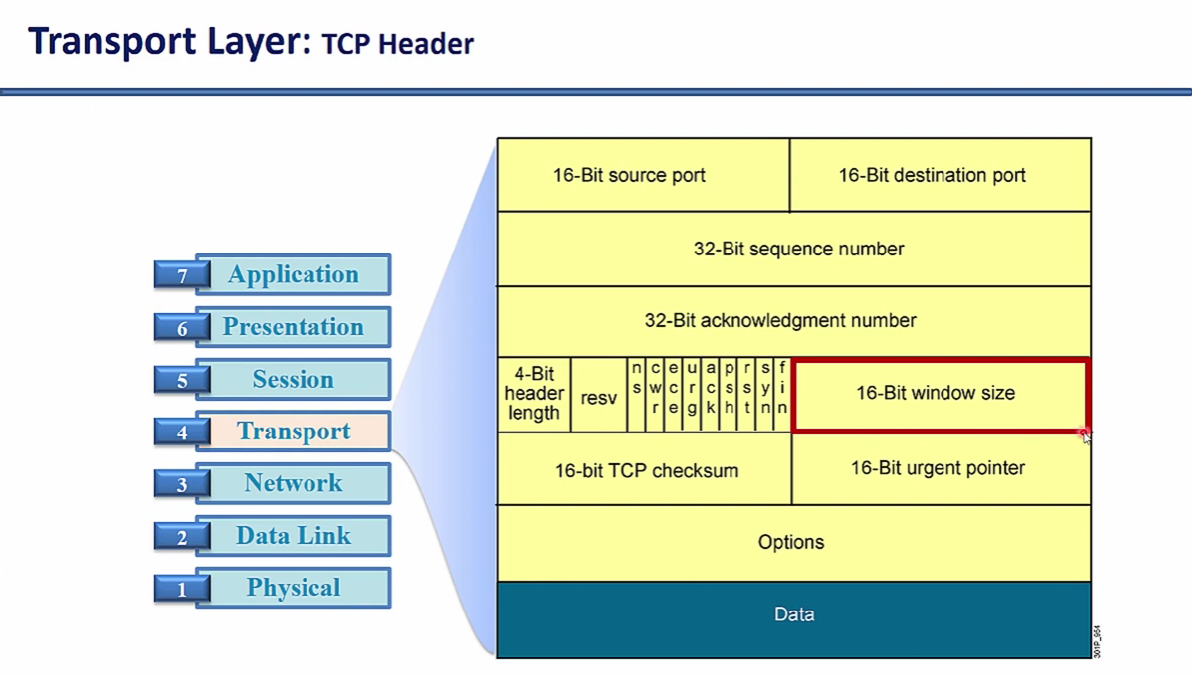 Transport Layer: TCP Header
7 Application
6 Presentation
5 Session
4 Transport
3 Network
2 Data Link
1 Physical
16-Bit source port
16-Bit destination port
32-Bit sequence number
32-Bit acknowledgment number
4-Bit
header
length
resv
ns
cwr
ece
urg
ack
psh
rst
syn
fin
16-Bit window size
16-bit TCP checksum
16-Bit urgent pointer
Options
Data
301P_954